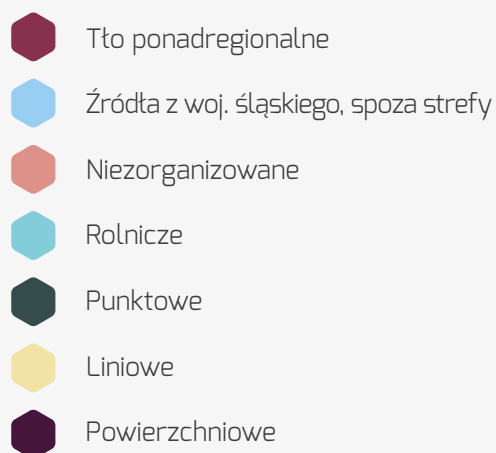 Tło ponadregionalne
Źródła z woj. śląskiego, spoza strefy
Niezorganizowane
Rolnicze
Punktowe
Liniowe
Powierzchniowe